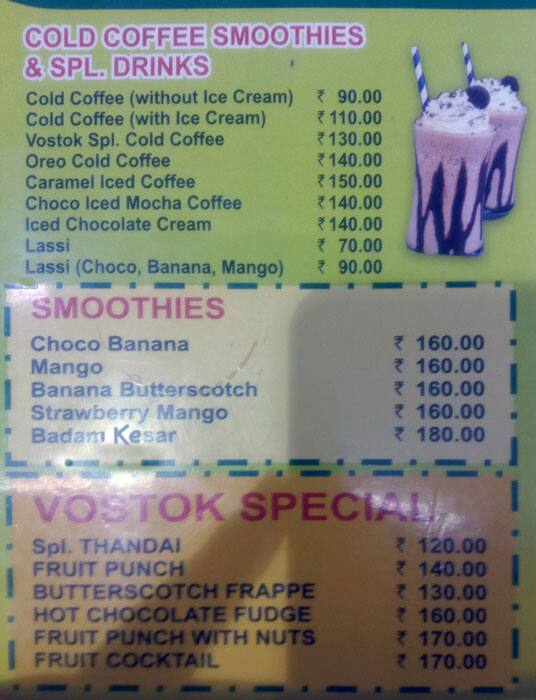 COLD COFFEE SMOOTHIES
& SPL. DRINKS
Cold Coffee (without Ice Cream) ₹ 90.00
Cold Coffee (with Ice Cream) ₹ 110.00
Vostok Spl. Cold Coffee ₹ 130.00
Oreo Cold Coffee ₹ 140.00
Caramel Iced Coffee ₹ 150.00
Choco Iced Mocha Coffee ₹ 140.00
Iced Chocolate Cream ₹ 140.00
Lassi ₹ 70.00
Lassi (Choco, Banana, Mango) ₹ 90.00
SMOOTHIES
Choco Banana ₹ 160.00
Mango ₹ 160.00
Banana Butterscotch ₹ 160.00
Strawberry Mango ₹ 160.00
Badam Kesar ₹ 180.00
VOSTOK SPECIAL
Spl. THANDAI ₹ 120.00
FRUIT PUNCH ₹ 140.00
BUTTERSCOTCH FRAPPE ₹ 130.00
HOT CHOCOLATE FUDGE ₹ 160.00
FRUIT PUNCH WITH NUTS ₹ 170.00
FRUIT COCKTAIL ₹ 170.00